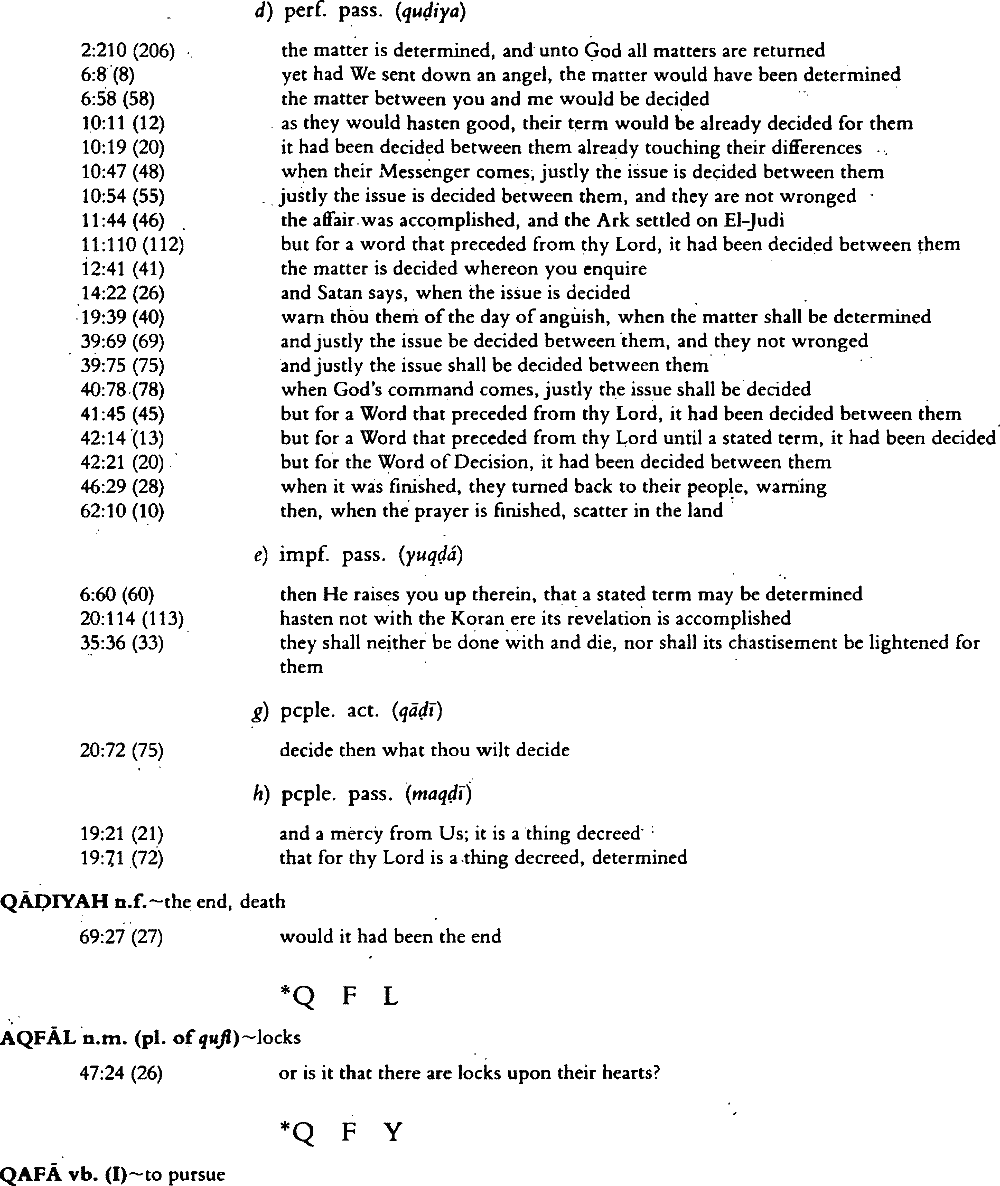 d) perf. pass. (quḍiya)
2:210 (206) the matter is determined, and unto God all matters are returned
6:8 (8) yet had We sent down an angel, the matter would have been determined
6:58 (58) the matter between you and me would be decided
10:11 (12) as they would hasten good, their term would be already decided for them
10:19 (20) it had been decided between them already touching their differences
10:47 (48) when their Messenger comes, justly the issue is decided between them
10:54 (55) justly the issue is decided between them, and they are not wronged
11:44 (46) the affair was accomplished, and the Ark settled on El-Judi
11:110 (112) but for a word that preceded from thy Lord, it had been decided between them
12:41 (41) the matter is decided whereon you enquire
14:22 (26) and Satan says, when the issue is decided
19:39 (40) warn thou them of the day of anguish, when the matter shall be determined
39:69 (69) and justly the issue be decided between them, and they not wronged
39:75 (75) and justly the issue shall be decided between them
40:78 (78) when God's command comes, justly the issue shall be decided
41:45 (45) but for a Word that preceded from thy Lord, it had been decided between them
42:14 (13) but for a Word that preceded from thy Lord until a stated term, it had been decided
42:21 (20) but for the Word of Decision, it had been decided between them
46:29 (28) when it was finished, they turned back to their people, warning
62:10 (10) then, when the prayer is finished, scatter in the land
e) impf. pass. (yuqḍá)
6:60 (60) then He raises you up therein, that a stated term may be determined
20:114 (113) hasten not with the Koran ere its revelation is accomplished
35:36 (33) they shall neither be done with and die, nor shall its chastisement be lightened for
them
g) pcple. act. (qāḍī)
20:72 (75) decide then what thou wilt decide
h) pcple. pass. (maqḍī)
19:21 (21) and a mercy from Us; it is a thing decreed
19:71 (72) that for thy Lord is a thing decreed, determined
QĀḌIYAH n.f.~the end, death
69:27 (27) would it had been the end
*Q F L
AQFĀL n.m. (pl. of qufl)~locks
47:24 (26) or is it that there are locks upon their hearts?
*Q F Y
QAFĀ vb. (I)~to pursue